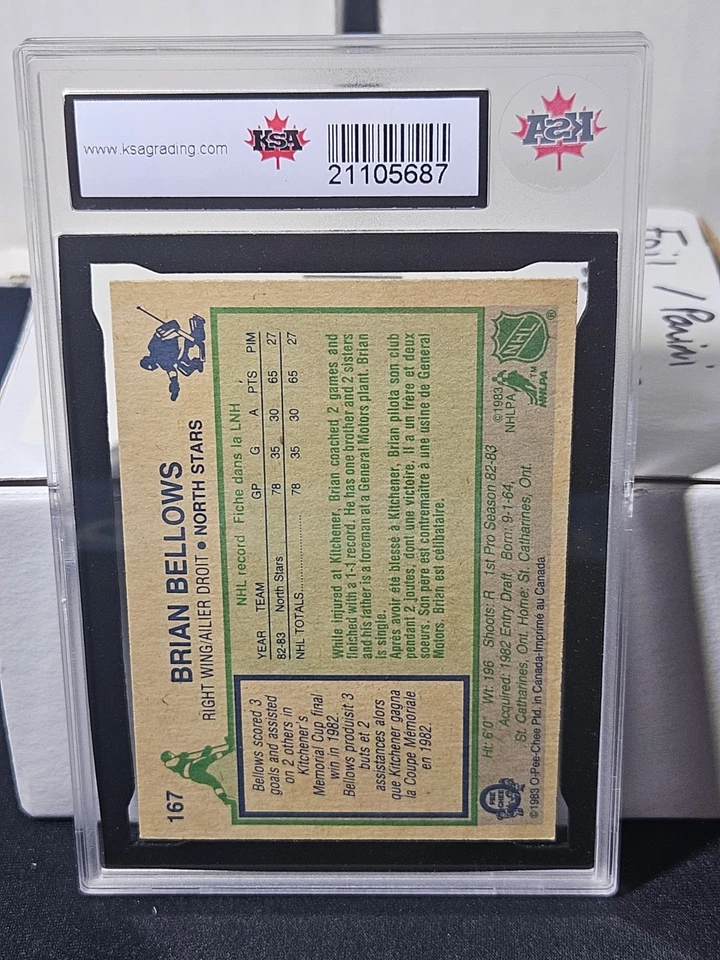 www.ksagrading.com
KSA
21105687
KSA
Foil / Panini
167
BRIAN BELLOWS
RIGHT WING/AILIER DROIT • NORTH STARS
Bellows scored 3
goals and assisted
on 2 others in
Kitchener's
Memorial Cup final
win in 1982.
Bellows produisit 3
buts et 2
assistances alors
que Kitchener gagna
la Coupe Mémoriale
en 1982.
NHL record Fiche dans la LNH
YEAR TEAM GP G A PTS PIM
82-83 North Stars 78 35 30 65 27
NHL TOTALS.................. 78 35 30 65 27
While injured at Kitchener, Brian coached 2 games and
finished with a 1-1 record. He has one brother and 2 sisters
and his father is a foreman at a General Motors plant. Brian
is single.
Après avoir été blessé à Kitchener, Brian pilota son club
pendant 2 joutes, dont une victoire. Il a un frère et deux
soeurs. Son père est contremaître à une usine de General
Motors. Brian est célibataire.
Ht: 6'0" Wt: 196 Shoots: R 1st Pro Season 82-83
Acquired: 1982 Entry Draft, Born: 9-1-64,
St. Catharines, Ont, Home: St. Catharines, Ont.
©1983 O-Pee-Chee Ptd. in Canada-Imprimé au Canada
O PEE CHEE
©1983
NHLPA
NHLPA™
NHL
®